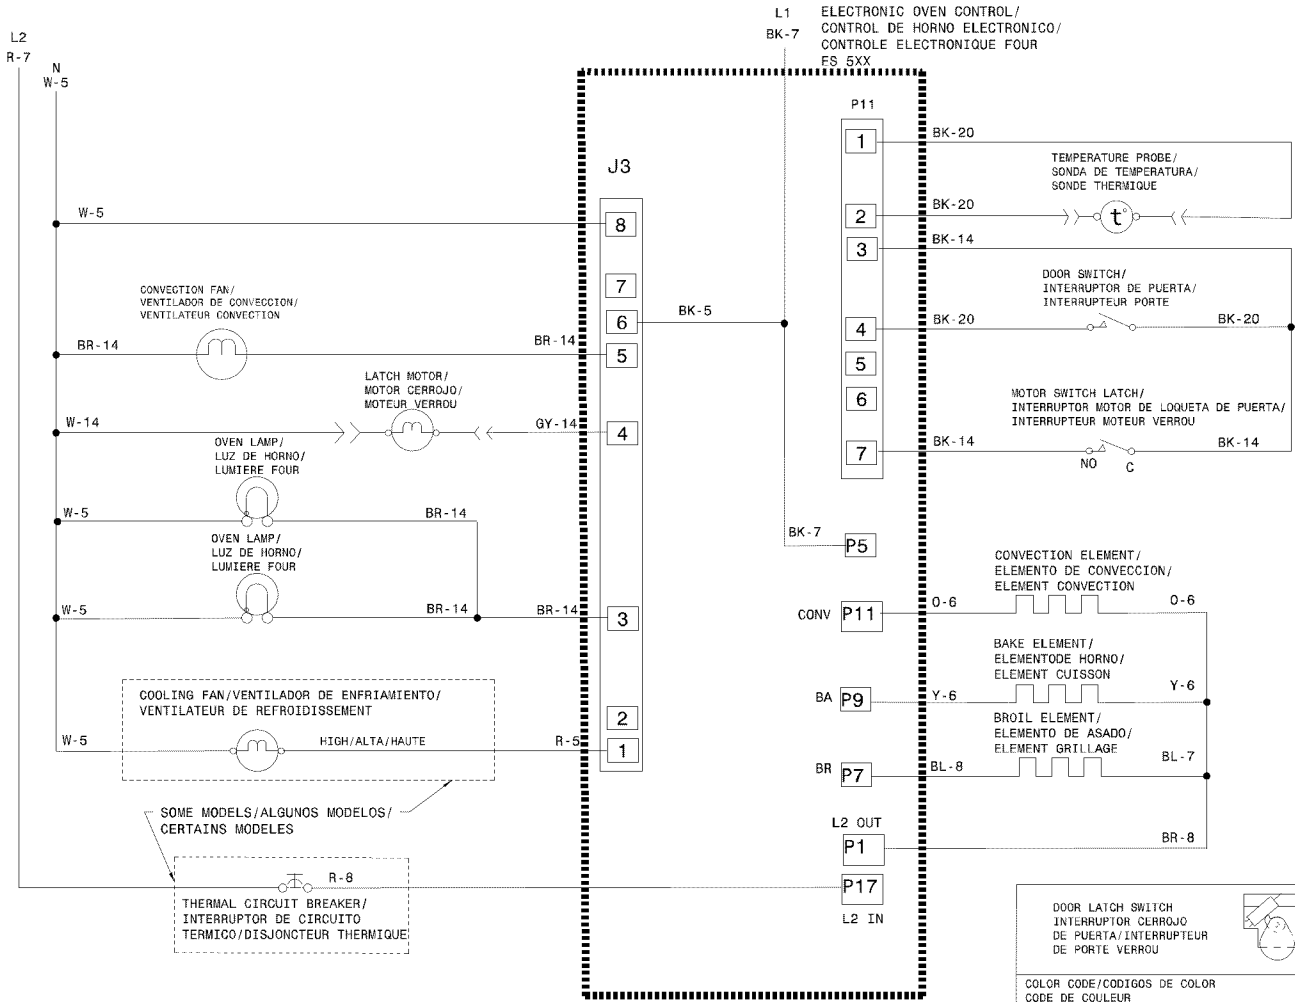 L2
R-7
N
W-5
L1
BK-7
ELECTRONIC OVEN CONTROL/
CONTROL DE HORNO ELECTRONICO/
CONTROLE ELECTRONIQUE FOUR
ES 5XX
J3
W-5
8
7
BK-5
6
CONVECTION FAN/
VENTILADOR DE CONVECCION/
VENTILATEUR CONVECTION
BR-14
BR-14
5
LATCH MOTOR/
MOTOR CERROJO/
MOTEUR VERROU
W-14
GY-14
4
OVEN LAMP/
LUZ DE HORNO/
LUMIERE FOUR
W-5
BR-14
OVEN LAMP/
LUZ DE HORNO/
LUMIERE FOUR
W-5
BR-14
BR-14
3
COOLING FAN/VENTILADOR DE ENFRIAMIENTO/
VENTILATEUR DE REFROIDISSEMENT
2
W-5
HIGH/ALTA/HAUTE
R-5
1
SOME MODELS/ALGUNOS MODELOS/
CERTAINS MODELES
R-8
THERMAL CIRCUIT BREAKER/
INTERRUPTOR DE CIRCUITO
TERMICO/DISJONCTEUR THERMIQUE
P11
1
BK-20
TEMPERATURE PROBE/
SONDA DE TEMPERATURA/
SONDE THERMIQUE
2
BK-20
t°
3
BK-14
DOOR SWITCH/
INTERRUPTOR DE PUERTA/
INTERRUPTEUR PORTE
4
BK-20
BK-20
5
6
MOTOR SWITCH LATCH/
INTERRUPTOR MOTOR DE LOQUETA DE PUERTA/
INTERRUPTEUR MOTEUR VERROU
7
BK-14
BK-14
NO
C
BK-7
P5
CONVECTION ELEMENT/
ELEMENTO DE CONVECCION/
ELEMENT CONVECTION
CONV
P11
O-6
O-6
BAKE ELEMENT/
ELEMENTODE HORNO/
ELEMENT CUISSON
BA
P9
Y-6
Y-6
BROIL ELEMENT/
ELEMENTO DE ASADO/
ELEMENT GRILLAGE
BR
P7
BL-8
BL-7
L2 OUT
P1
BR-8
P17
L2 IN
DOOR LATCH SWITCH
INTERRUPTOR CERROJO
DE PUERTA/INTERRUPTEUR
DE PORTE VERROU
COLOR CODE/CODIGOS DE COLOR
CODE DE COULEUR